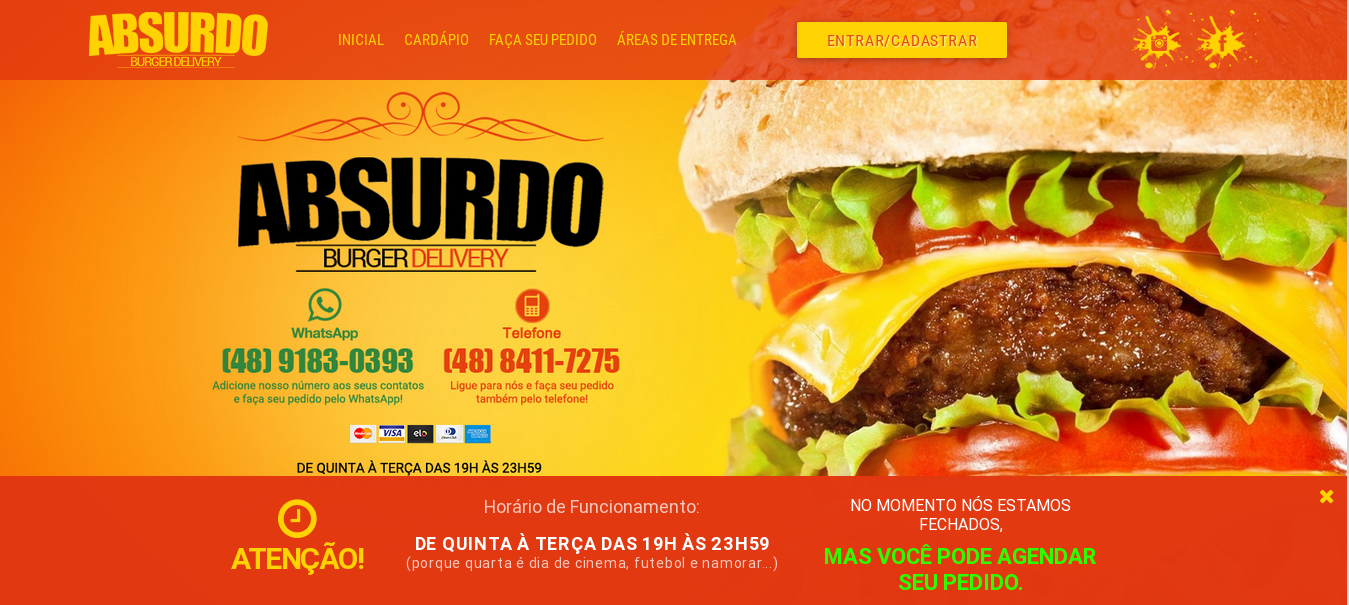 ABSURDO
BURGER DELIVERY
INICIAL CARDÁPIO FAÇA SEU PEDIDO ÁREAS DE ENTREGA ENTRAR/CADASTRAR
ABSURDO
BURGER DELIVERY
WhatsApp
(48) 9183-0393
Adicione nosso número aos seus contatos
e faça seu pedido pelo WhatsApp!
Telefone
(48) 8411-7275
Ligue para nós e faça seu pedido
também pelo telefone!
MasterCard VISA elo
DE QUINTA À TERÇA DAS 19H ÀS 23H59
ATENÇÃO!
Horário de Funcionamento:
DE QUINTA À TERÇA DAS 19H ÀS 23H59
(porque quarta é dia de cinema, futebol e namorar...)
NO MOMENTO NÓS ESTAMOS
FECHADOS,
MAS VOCÊ PODE AGENDAR
SEU PEDIDO.